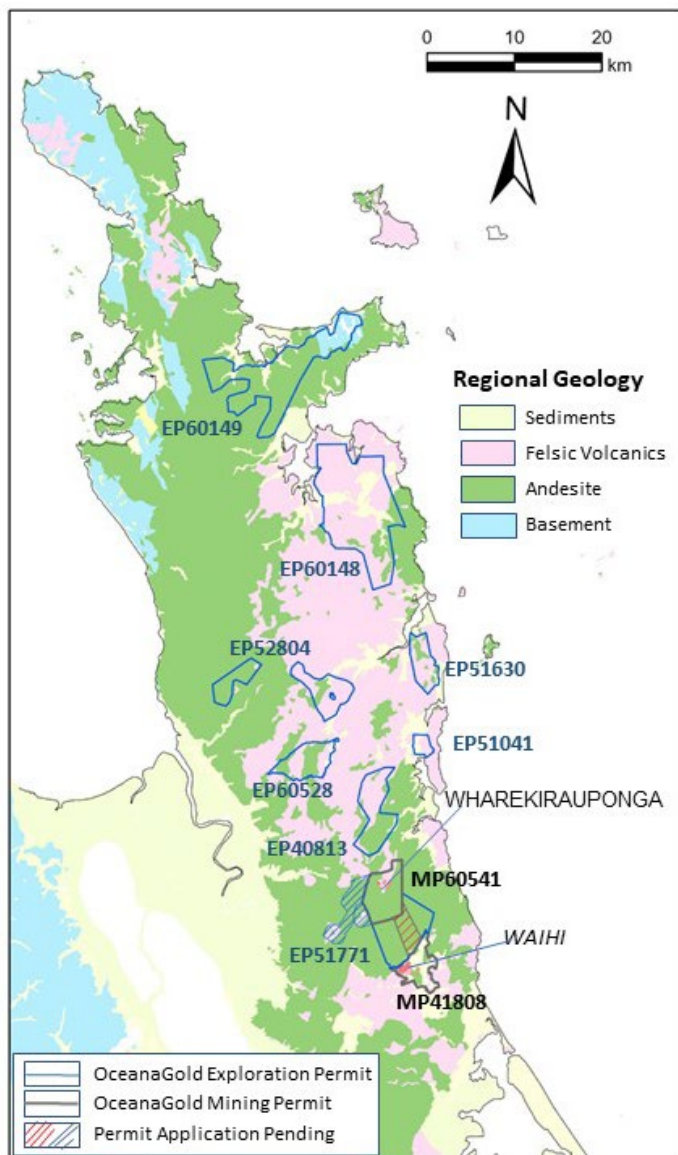 0 10 20
km
N
Regional Geology
Sediments
Felsic Volcanics
Andesite
Basement
EP60149
EP60148
EP52804
EP51630
EP51041
EP60528
WHAREKIRAUPONGA
EP40813
MP60541
EP51771
WAIHI
MP41808
OceanaGold Exploration Permit
OceanaGold Mining Permit
Permit Application Pending